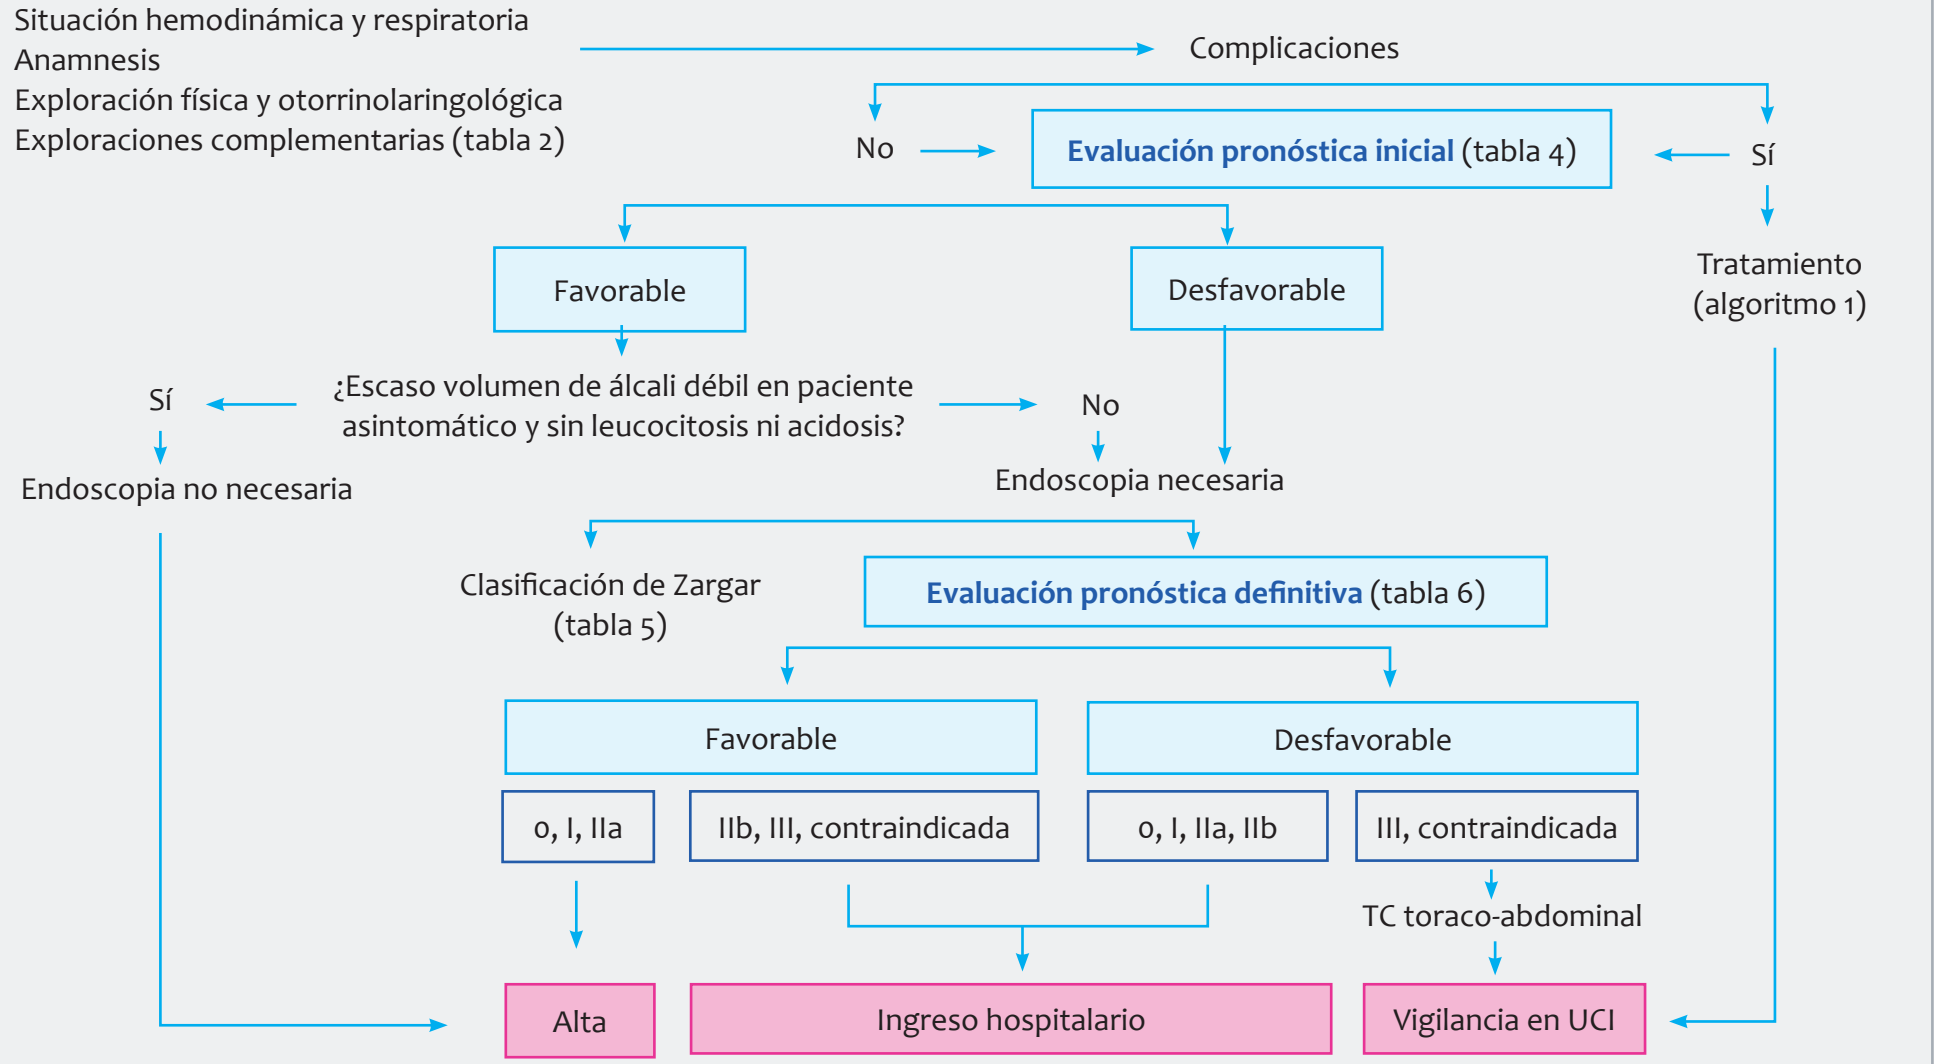 Situación hemodinámica y respiratoria
Anamnesis
Exploración física y otorrinolaringológica
Exploraciones complementarias (tabla 2)
Complicaciones
No
Evaluación pronóstica inicial (tabla 4)
Sí
Tratamiento
(algoritmo 1)
Favorable
Desfavorable
Sí
¿Escaso volumen de álcali débil en paciente
asintomático y sin leucocitosis ni acidosis?
No
Endoscopia no necesaria
Endoscopia necesaria
Clasificación de Zargar
(tabla 5)
Evaluación pronóstica definitiva (tabla 6)
Favorable
Desfavorable
0, I, IIa
IIb, III, contraindicada
0, I, IIa, IIb
III, contraindicada
TC toraco-abdominal
Alta
Ingreso hospitalario
Vigilancia en UCI